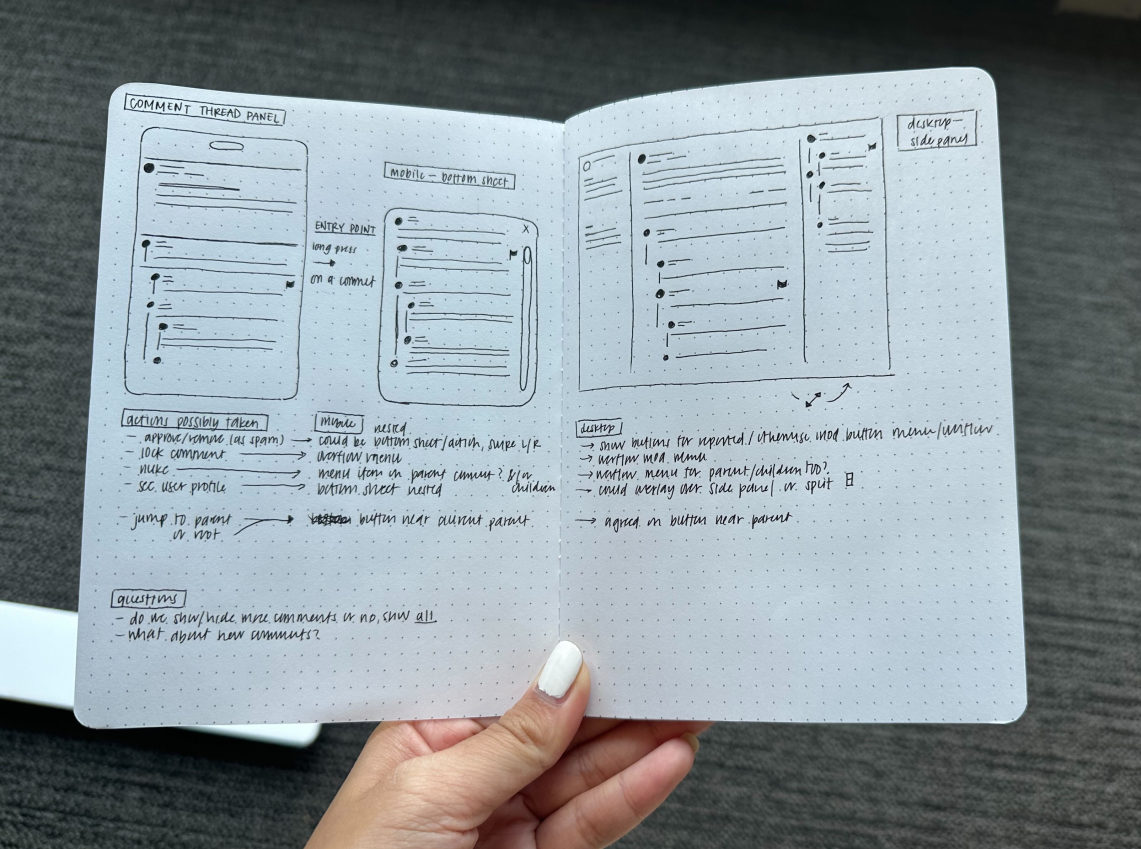 COMMENT THREAD PANEL
mobile – bottom sheet
ENTRY POINT
long press
on a comment
X
actions possibly taken
- approve/remove (as spam)
- lock comment
- nuke
- see user profile
- jump to parent
or root
mobile
nested
could be bottom sheet/action, swipe L/R
overflow menu
menu item on parent comment? &/or
children
bottom sheet nested
button near current parent
questions
- do we show/hide more comments or no, show all
- what about new comments?
desktop –
side panel
desktop
→ show buttons for reported / otherwise mod button menu/overflow
→ overflow mod menu
→ overflow menu for parent/children too?
→ could overlay over side panel or split
→ agreed on button near parent